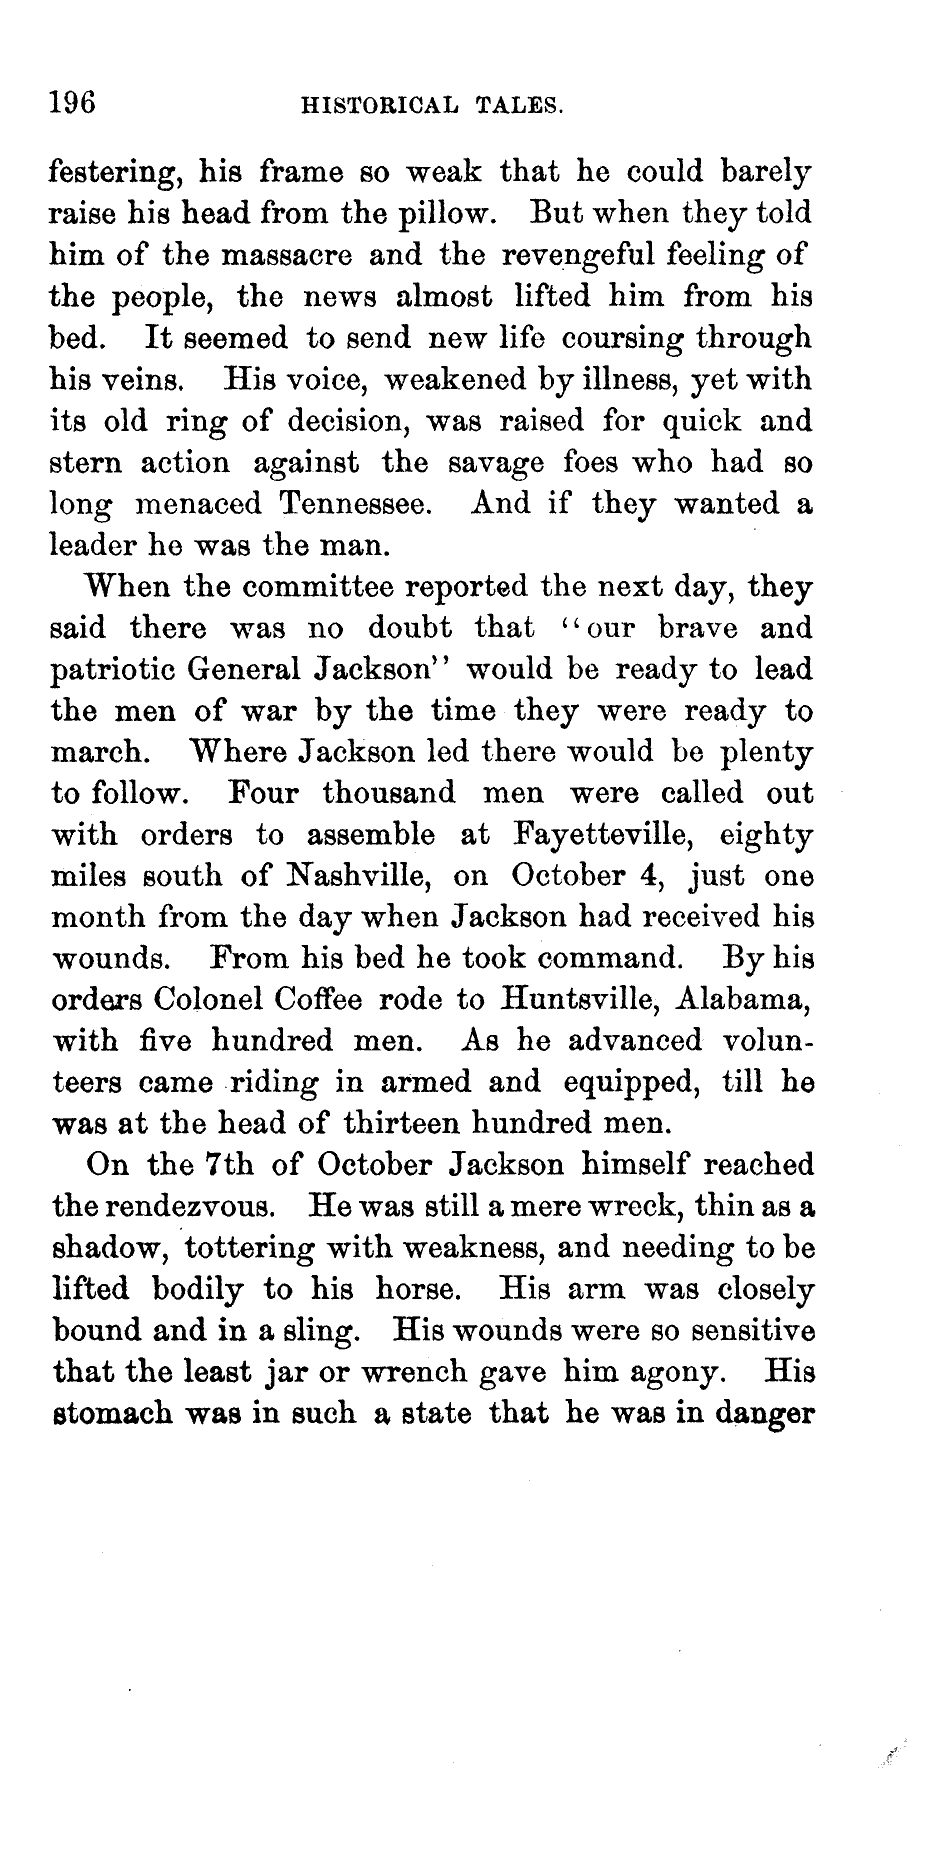 196 HISTORICAL TALES.
festering, his frame so weak that he could barely
raise his head from the pillow. But when they told
him of the massacre and the revengeful feeling of
the people, the news almost lifted him from his
bed. It seemed to send new life coursing through
his veins. His voice, weakened by illness, yet with
its old ring of decision, was raised for quick and
stern action against the savage foes who had so
long menaced Tennessee. And if they wanted a
leader he was the man.
When the committee reported the next day, they
said there was no doubt that “our brave and
patriotic General Jackson” would be ready to lead
the men of war by the time they were ready to
march. Where Jackson led there would be plenty
to follow. Four thousand men were called out
with orders to assemble at Fayetteville, eighty
miles south of Nashville, on October 4, just one
month from the day when Jackson had received his
wounds. From his bed he took command. By his
orders Colonel Coffee rode to Huntsville, Alabama,
with five hundred men. As he advanced volun-
teers came riding in armed and equipped, till he
was at the head of thirteen hundred men.
On the 7th of October Jackson himself reached
the rendezvous. He was still a mere wreck, thin as a
shadow, tottering with weakness, and needing to be
lifted bodily to his horse. His arm was closely
bound and in a sling. His wounds were so sensitive
that the least jar or wrench gave him agony. His
stomach was in such a state that he was in danger